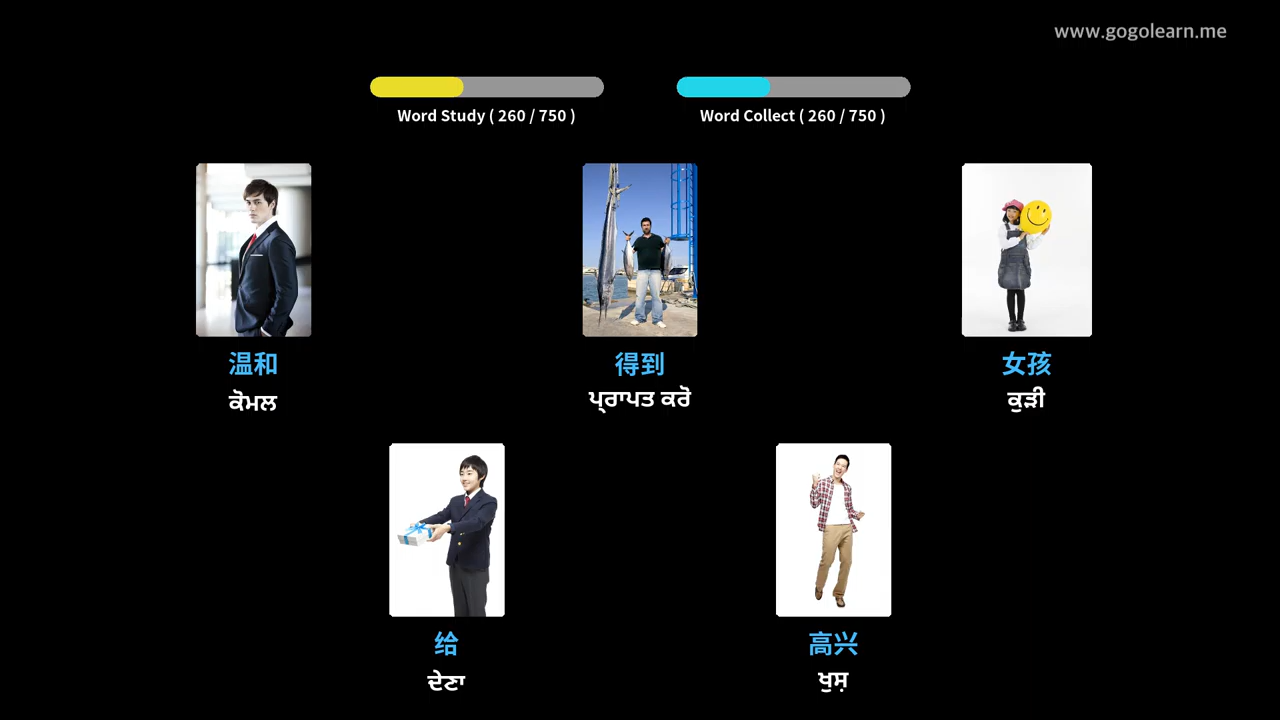 www.gogolearn.me
Word Study ( 260 / 750 )
Word Collect ( 260 / 750 )
温和
ਕੋਮਲ
得到
ਪ੍ਰਾਪਤ ਕਰੋ
女孩
ਕੁੜੀ
给
ਦੇਣਾ
高兴
ਖੁਸ਼